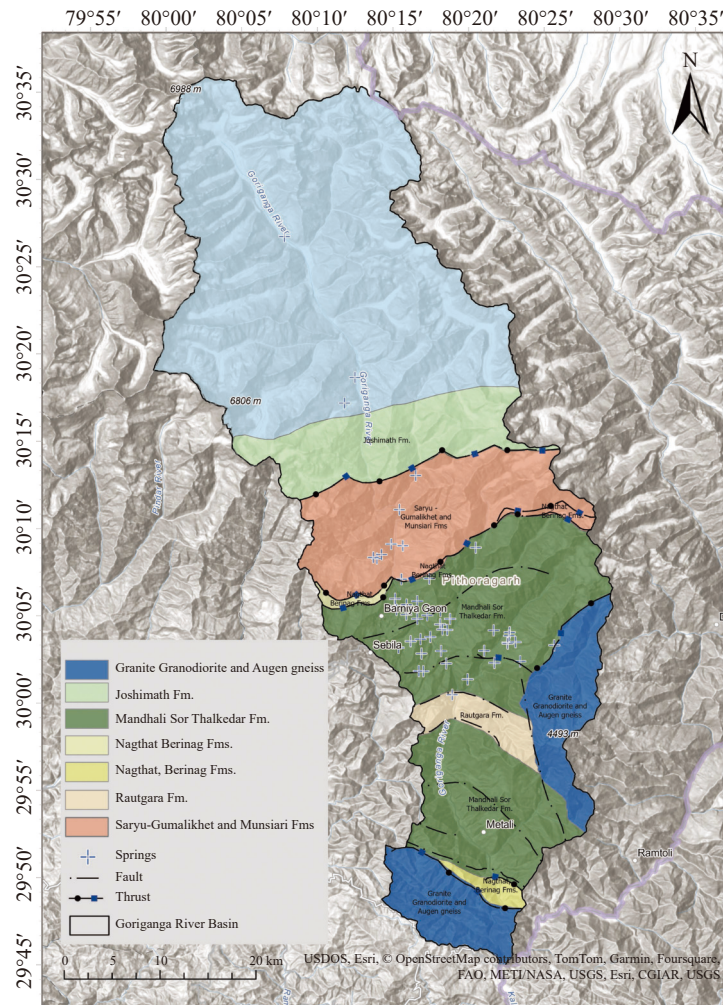 79°55′ 80°00′ 80°10′ 80°15′ 80°20′ 80°25′ 80°30′ 80°35′
N
30°35′
30°30′
30°25′
30°20′
30°15′
30°10′
30°05′
30°00′
29°55′
29°50′
29°45′
6988 m
Goriganga River
6806 m
Goriganga River
Joshimath Fm.
Pindar River
Saryu -
Gumalikhet and
Munsiari Fms
Nagthat
Berinag Fms.
Nagthat
Berinag Fms.
Pithoragarh
Nagthat
Berinag Fms
Barniya Gaon
Mandhali Sor
Thalkedar Fm.
Sebila
Granite
Granodiorite and
Augen gneiss
Rautgara Fm.
4493 m
Goriganga River
Mandhali Sor
Thalkedar Fm.
Metali
Ramtoli
Nagthat,
Berinag Fms.
Granite
Granodiorite and
Augen gneiss
Granite Granodiorite and Augen gneiss
Joshimath Fm.
Mandhali Sor Thalkedar Fm.
Nagthat Berinag Fms.
Nagthat, Berinag Fms.
Rautgara Fm.
Saryu-Gumalikhet and Munsiari Fms
Springs
Fault
Thrust
Goriganga River Basin
0 10 20 km
USDOS, Esri, © OpenStreetMap contributors, TomTom, Garmin, Foursquare,
FAO, METI/NASA, USGS, Esri, CGIAR, USGS